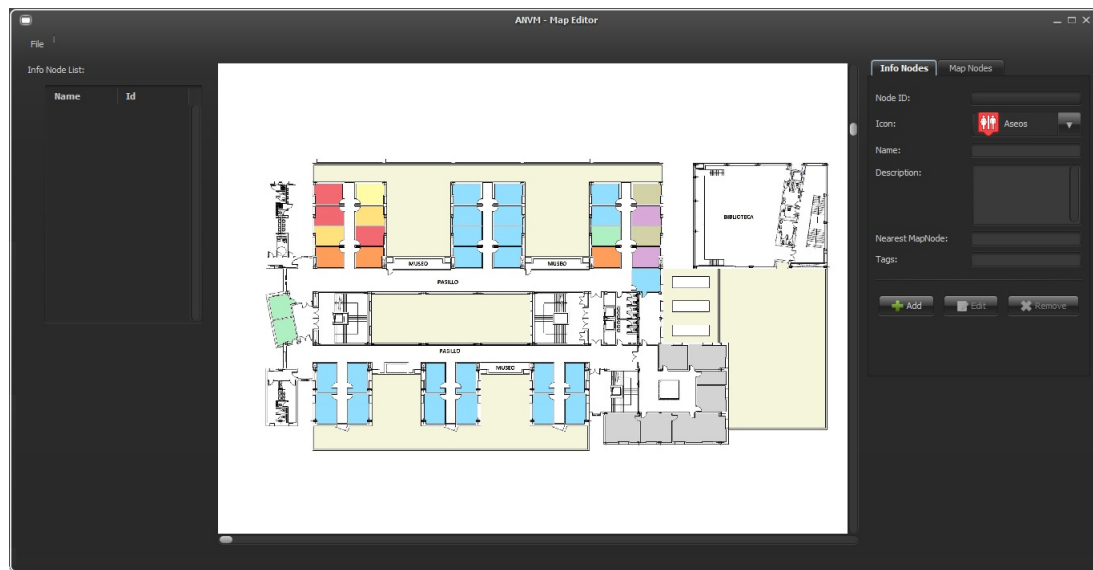 ANVM - Map Editor
File
Info Node List:
Name Id
MUSEO MUSEO
PASILLO
BIBLIOTECA
PASILLO
MUSEO
Info Nodes Map Nodes
Node ID:
Icon: Aseos
Name:
Description:
Nearest MapNode:
Tags:
Add Edit Remove